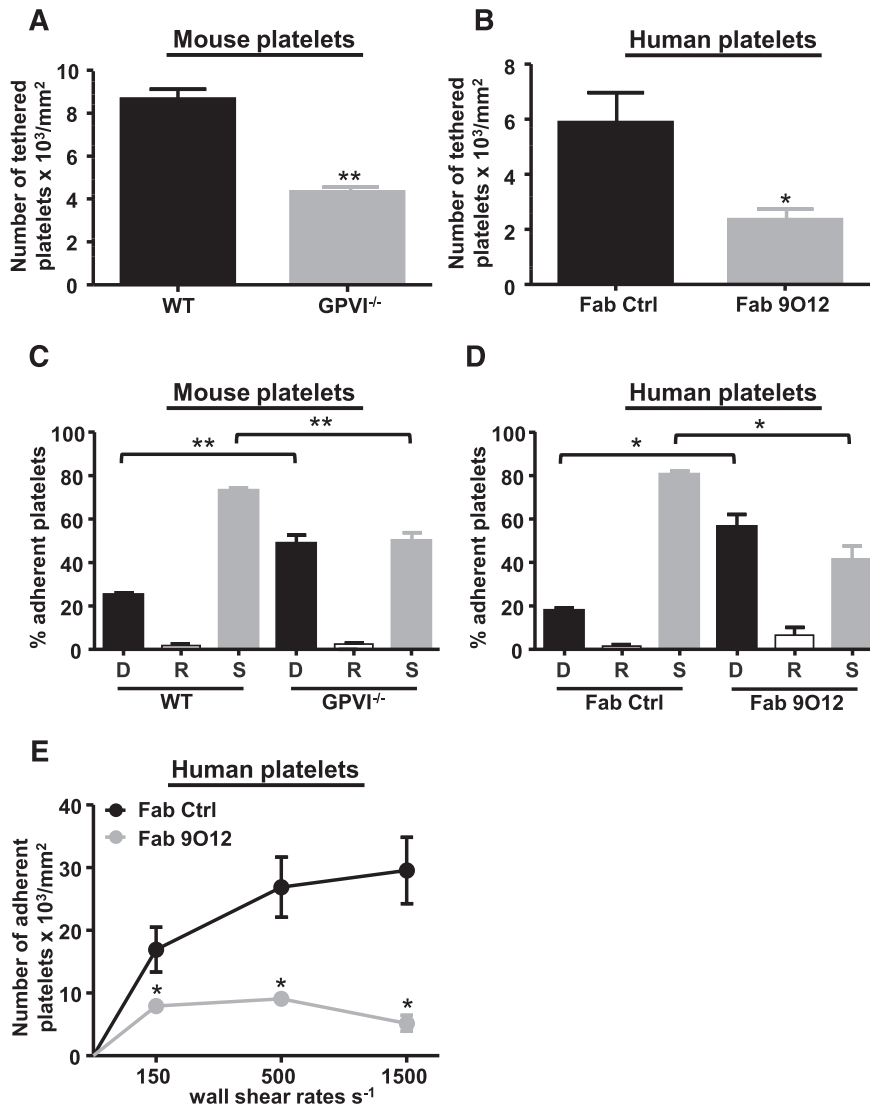 A
Mouse platelets
Number of tethered
platelets x 10³/mm²
10
8
6
4
2
0
**
WT
GPVI⁻/⁻
B
Human platelets
Number of tethered
platelets x 10³/mm²
8
6
4
2
0
*
Fab Ctrl
Fab 9O12
C
Mouse platelets
% adherent platelets
100
80
60
40
20
0
**
**
D R S D R S
WT
GPVI⁻/⁻
D
Human platelets
% adherent platelets
100
80
60
40
20
0
*
*
D R S D R S
Fab Ctrl
Fab 9O12
E
Human platelets
Fab Ctrl
Fab 9O12
Number of adherent
platelets x 10³/mm²
40
30
20
10
0
* * *
150 500 1500
wall shear rates s⁻¹